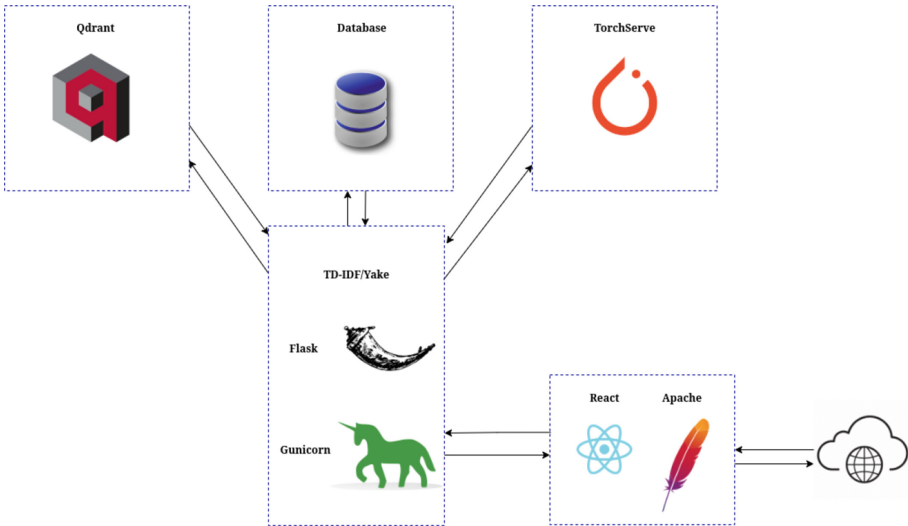 Qdrant
Database
TorchServe
TD-IDF/Yake
Flask
Gunicorn
React
Apache